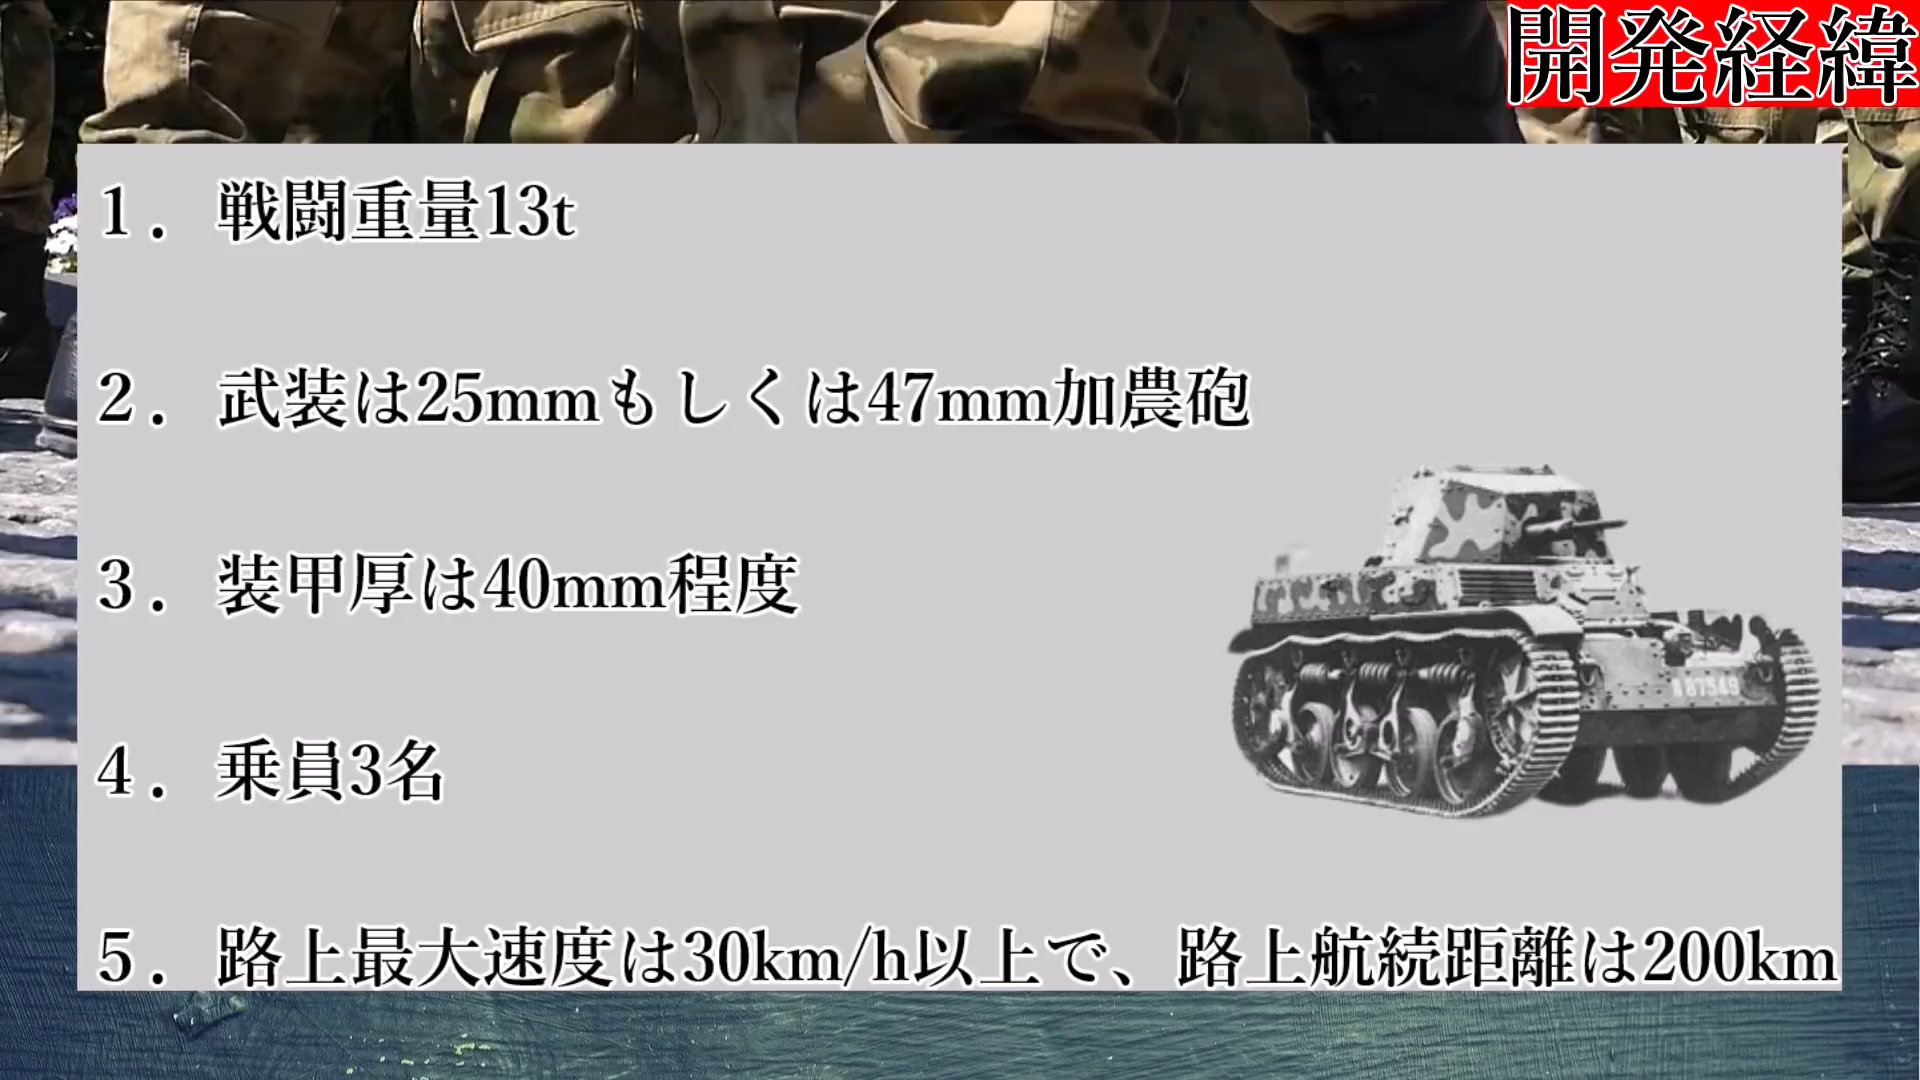 開発経緯
１．戦闘重量13t
２．武装は25mmもしくは47mm加農砲
３．装甲厚は40mm程度
４．乗員3名
５．路上最大速度は30km/h以上で、路上航続距離は200km
87549